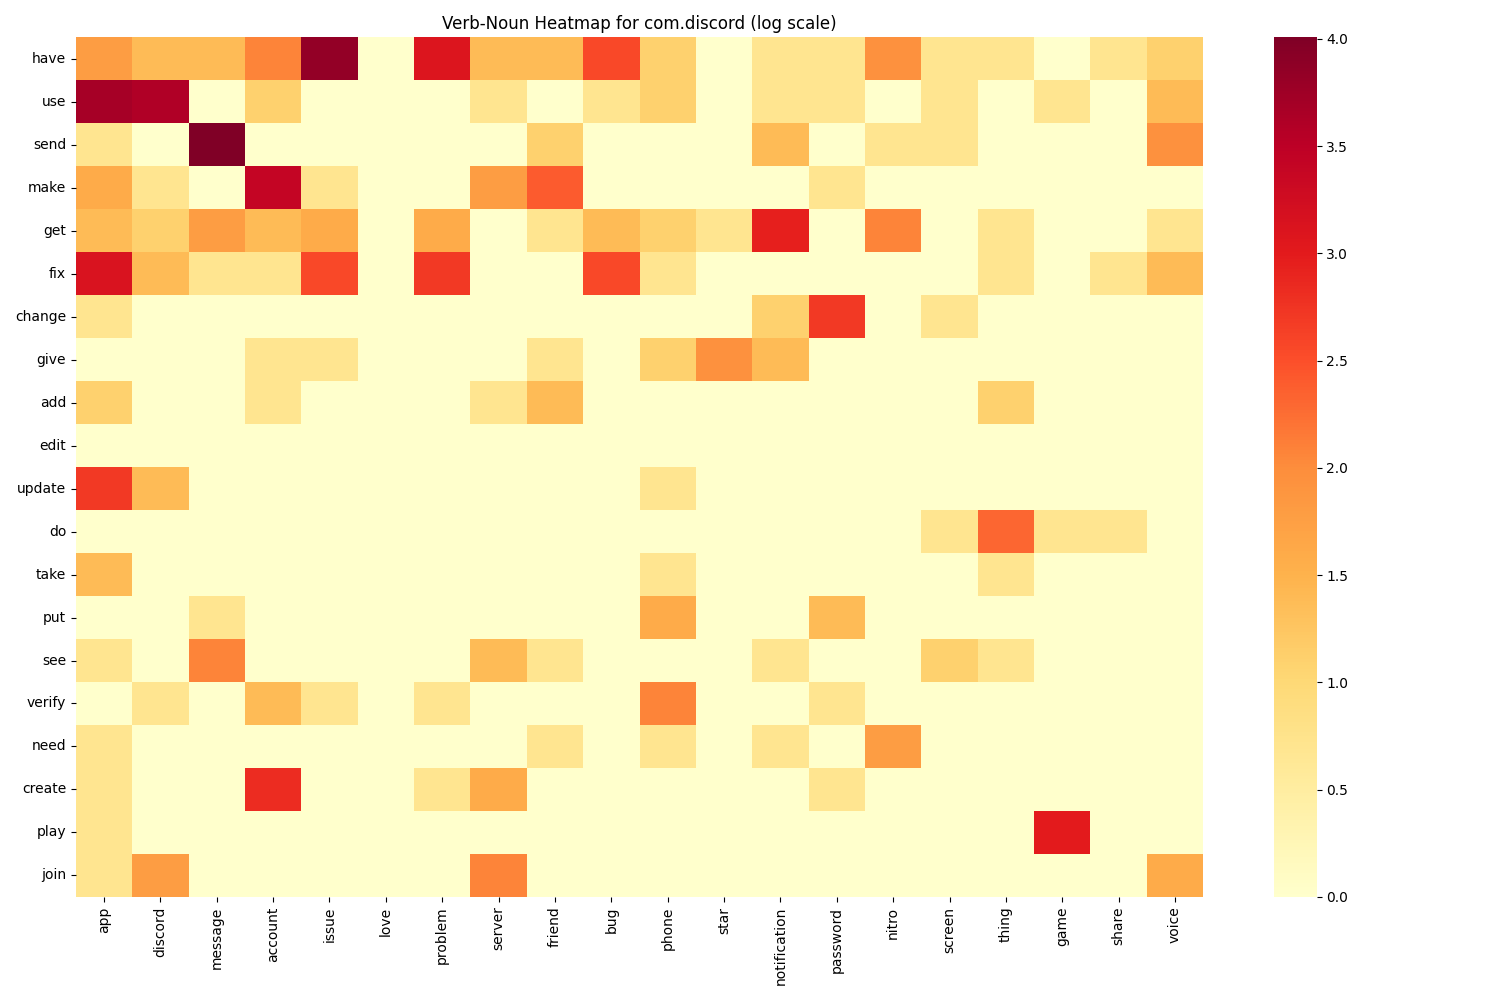 Verb-Noun Heatmap for com.discord (log scale)
have
use
send
make
get
fix
change
give
add
edit
update
do
take
put
see
verify
need
create
play
join
app
discord
message
account
issue
love
problem
server
friend
bug
phone
star
notification
password
nitro
screen
thing
game
share
voice
4.0
3.5
3.0
2.5
2.0
1.5
1.0
0.5
0.0